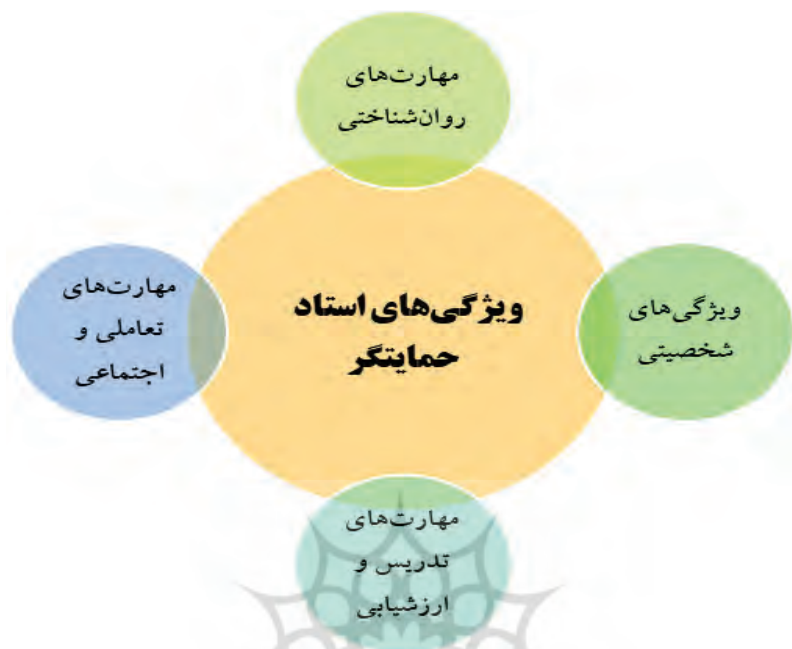 مهارت‌های
روان‌شناختی
ویژگی‌های استاد
حمایتگر
ویژگی‌های
شخصیتی
مهارت‌های
تعاملی و
اجتماعی
مهارت‌های
تدریس و
ارزشیابی